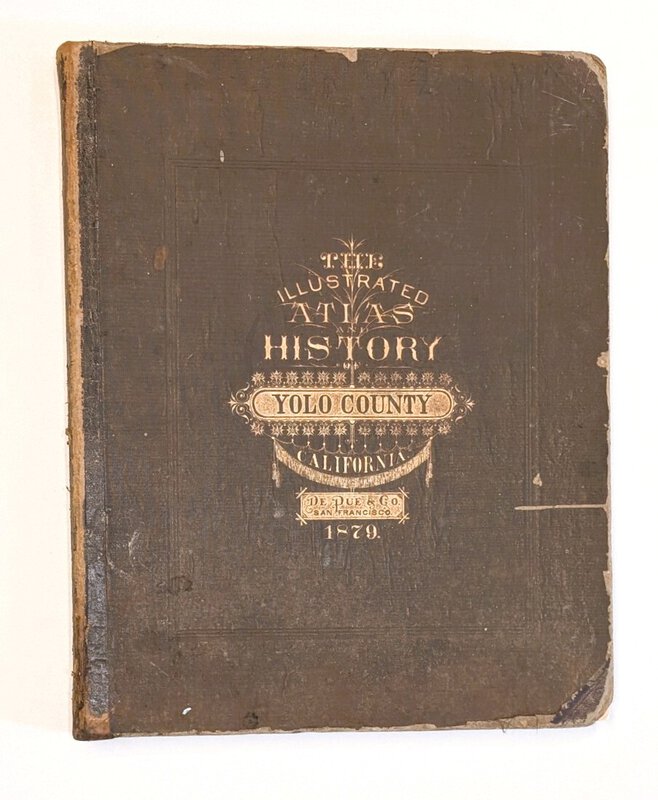 THE
ILLUSTRATED
ATLAS
AND
HISTORY
OF
YOLO COUNTY
CALIFORNIA
DE PUE & CO.
SAN FRANCISCO.
1879.